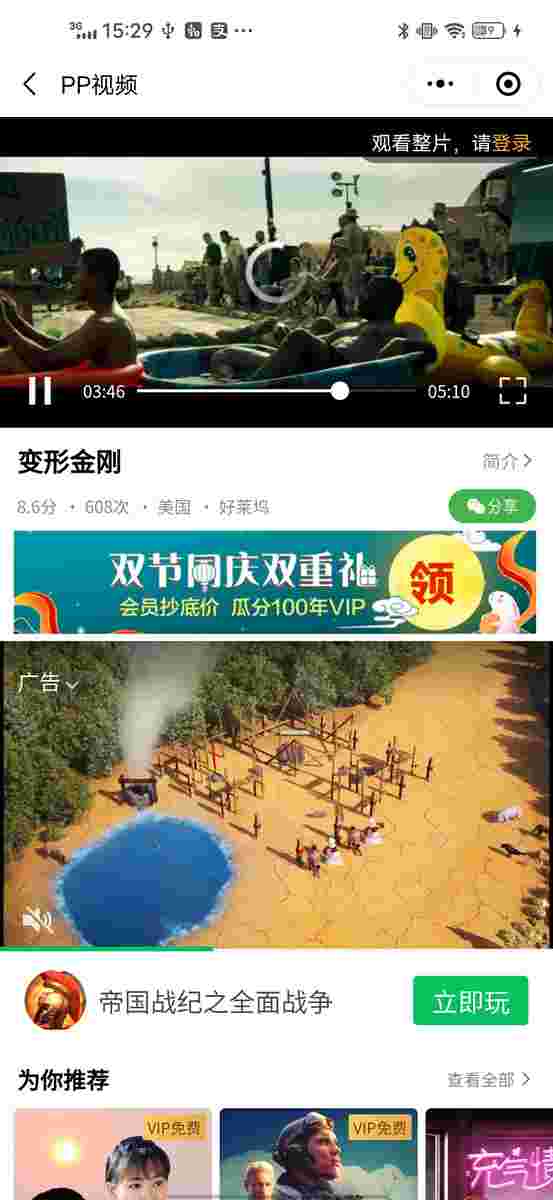 3G 15:29
PP视频
观看整片，请登录
03:46 05:10
变形金刚 简介
8.6分 · 608次 · 美国 · 好莱坞 分享
双节同庆双重礼
会员抄底价 瓜分100年VIP 领
广告
帝国战纪之全面战争 立即玩
为你推荐 查看全部
VIP免费 VIP免费
充气情